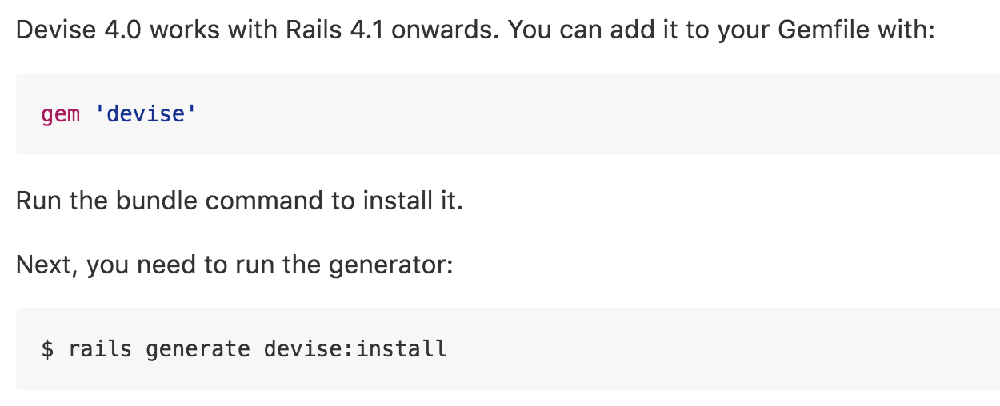 Devise 4.0 works with Rails 4.1 onwards. You can add it to your Gemfile with:
gem 'devise'
Run the bundle command to install it.
Next, you need to run the generator:
$ rails generate devise:install